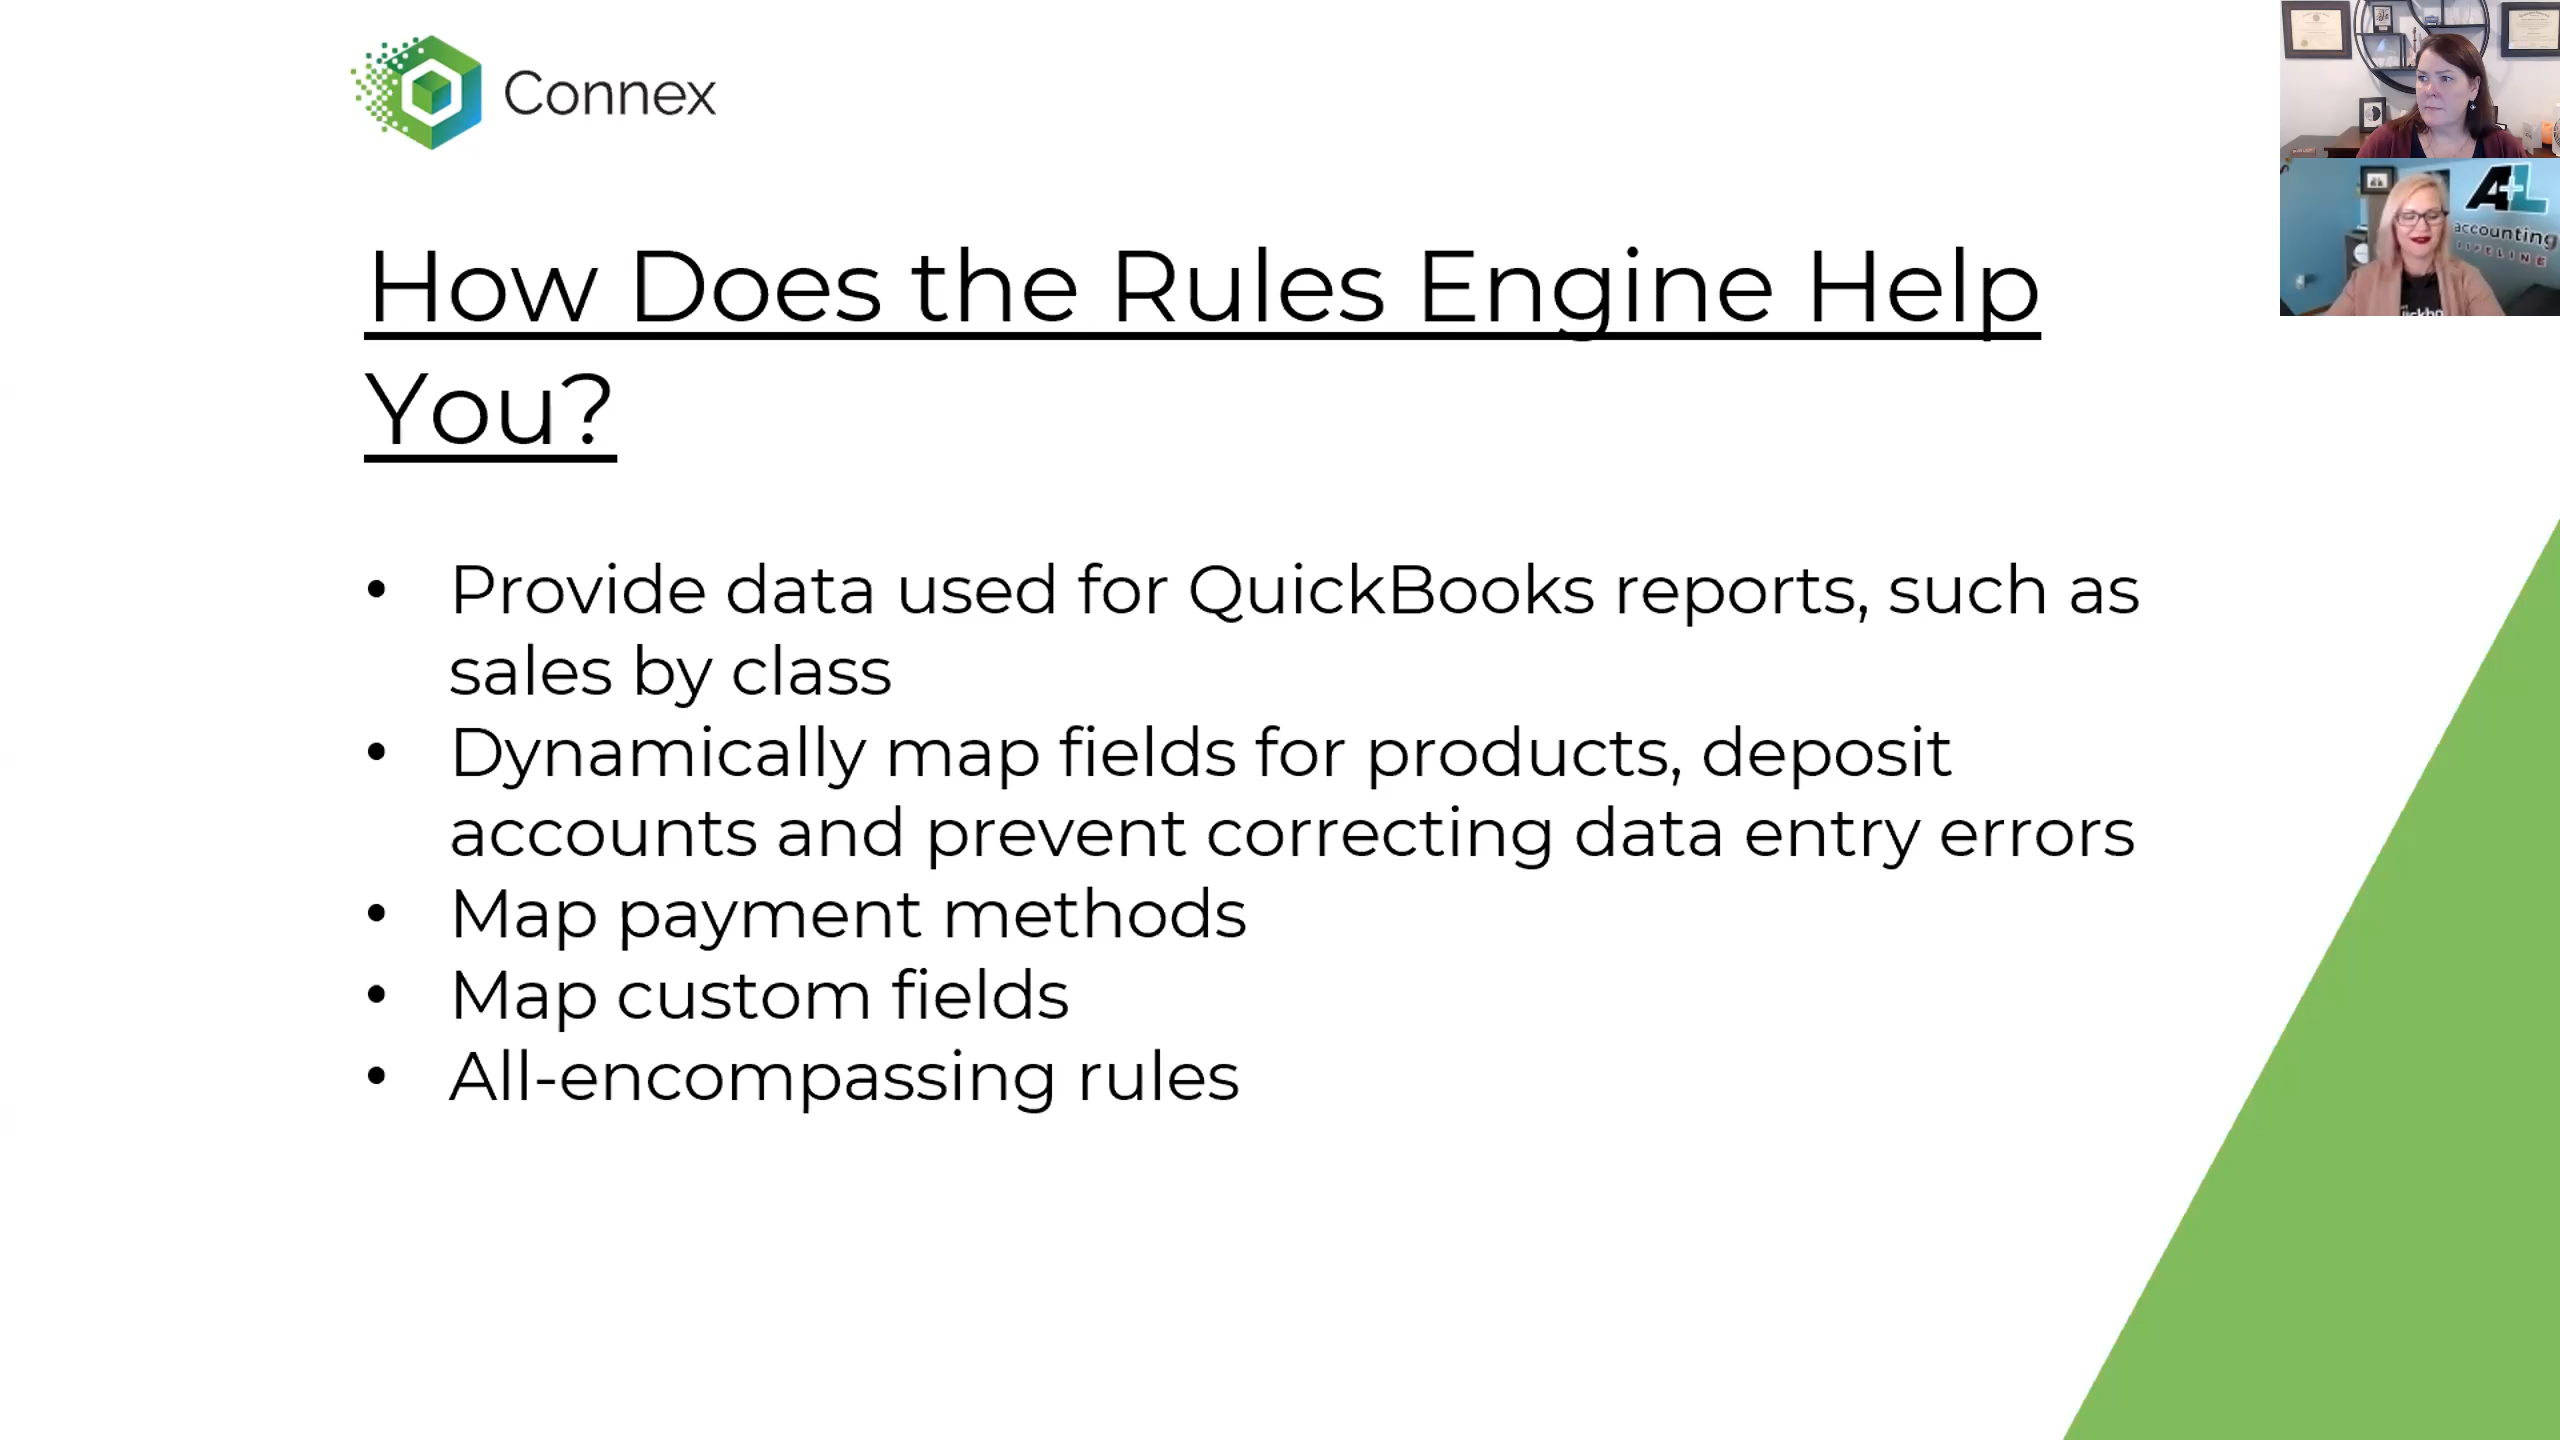 Connex
How Does the Rules Engine Help
You?
• Provide data used for QuickBooks reports, such as
sales by class
• Dynamically map fields for products, deposit
accounts and prevent correcting data entry errors
• Map payment methods
• Map custom fields
• All-encompassing rules
A+L
accounting
LIFELINE